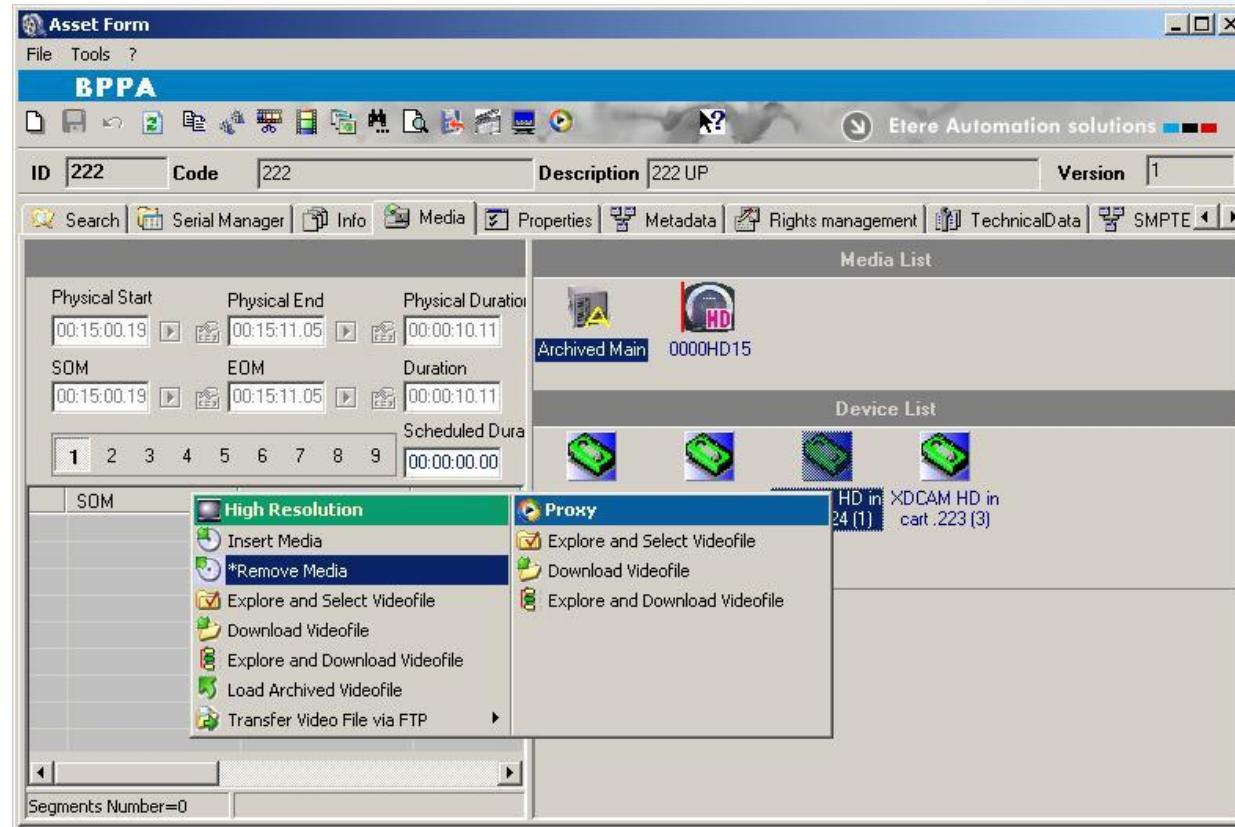 Asset Form
File Tools ?
BPPA
Etere Automation solutions
ID 222 Code 222 Description 222 UP Version 1
Search Serial Manager Info Media Properties Metadata Rights management TechnicalData SMPTE
Media List
Physical Start Physical End Physical Duration
00:15:00.19 00:15:11.05 00:00:10.11
Archived Main 0000HD15
SOM EOM Duration
00:15:00.19 00:15:11.05 00:00:10.11
Device List
Scheduled Dura
1 2 3 4 5 6 7 8 9 00:00:00.00
SOM
HD in XDCAM HD in
24 (1) cart .223 (3)
High Resolution
Insert Media
*Remove Media
Explore and Select Videofile
Download Videofile
Explore and Download Videofile
Load Archived Videofile
Transfer Video File via FTP
Proxy
Explore and Select Videofile
Download Videofile
Explore and Download Videofile
Segments Number=0